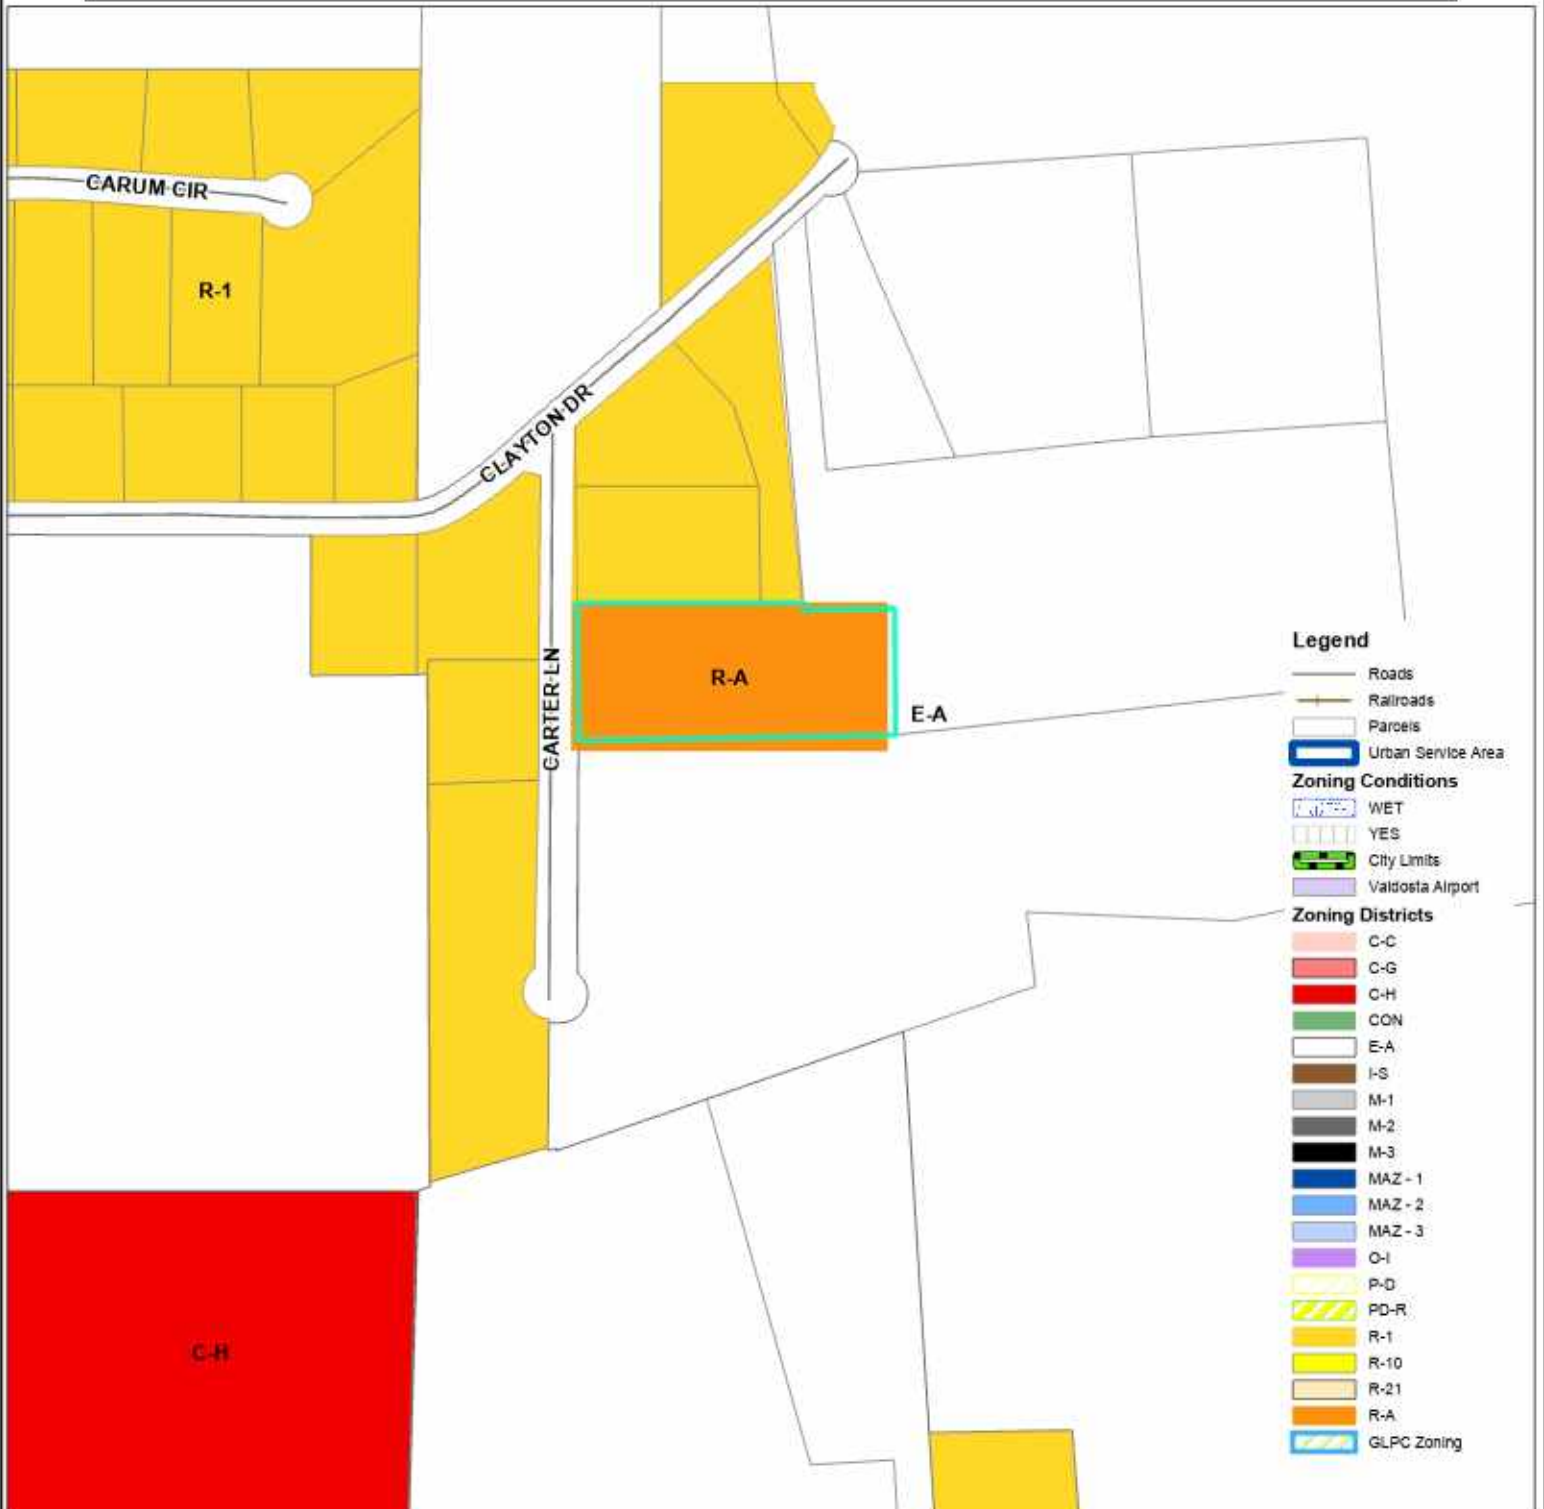 CARUM CIR
R-1
CLAYTON DR
CARTER LN
R-A
E-A
C-H
Legend
Roads
Railroads
Parcels
Urban Service Area
Zoning Conditions
WET
YES
City Limits
Valdosta Airport
Zoning Districts
C-C
C-G
C-H
CON
E-A
I-S
M-1
M-2
M-3
MAZ - 1
MAZ - 2
MAZ - 3
O-I
P-D
PD-R
R-1
R-10
R-21
R-A
GLPC Zoning